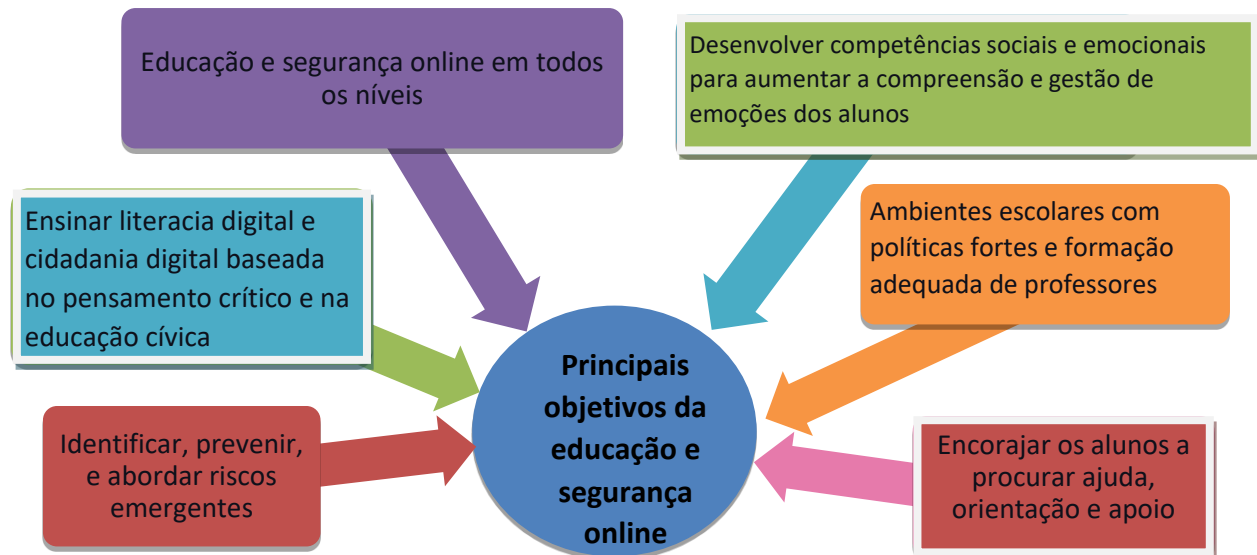 Educação e segurança online em todos
os níveis
Desenvolver competências sociais e emocionais
para aumentar a compreensão e gestão de
emoções dos alunos
Ensinar literacia digital e
cidadania digital baseada
no pensamento crítico e na
educação cívica
Ambientes escolares com
políticas fortes e formação
adequada de professores
Principais
objetivos da
educação e
segurança
online
Identificar, prevenir,
e abordar riscos
emergentes
Encorajar os alunos a
procurar ajuda,
orientação e apoio